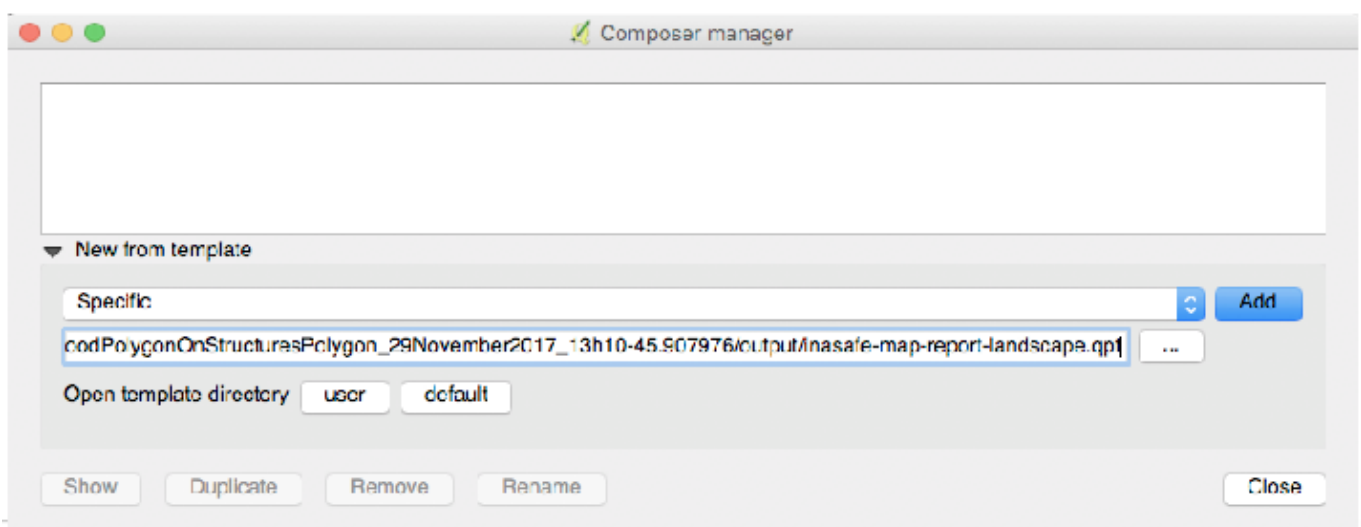 Composer manager
New from template
Specific
Add
oodPolygonOnStructuresPolygon_29November2017_13h10-45.907976/output/inasafe-map-report-landscape.qpt
...
Open template directory user default
Show Duplicate Remove Rename Close